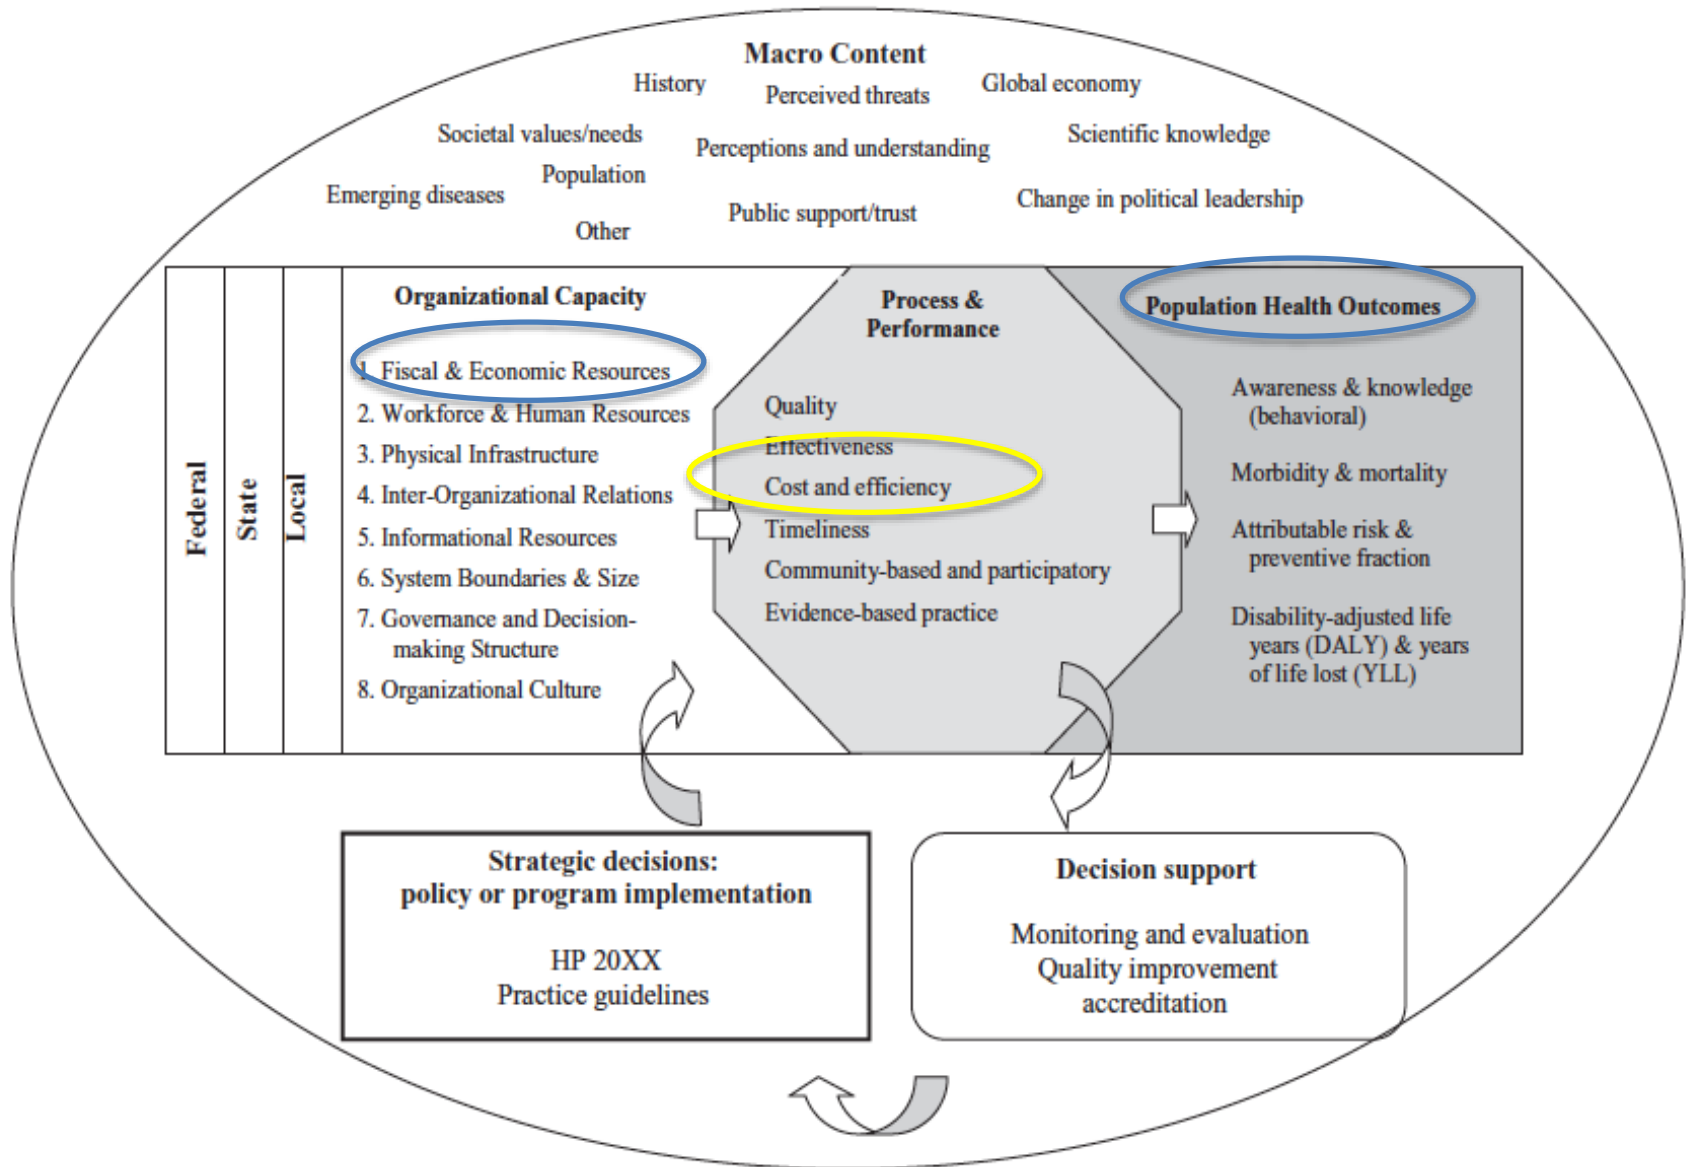 Macro Content
History
Perceived threats
Global economy
Societal values/needs
Perceptions and understanding
Scientific knowledge
Population
Emerging diseases
Public support/trust
Change in political leadership
Other
Federal
State
Local
Organizational Capacity
1. Fiscal & Economic Resources
2. Workforce & Human Resources
3. Physical Infrastructure
4. Inter-Organizational Relations
5. Informational Resources
6. System Boundaries & Size
7. Governance and Decision-
making Structure
8. Organizational Culture
Process &
Performance
Quality
Effectiveness
Cost and efficiency
Timeliness
Community-based and participatory
Evidence-based practice
Population Health Outcomes
Awareness & knowledge
(behavioral)
Morbidity & mortality
Attributable risk &
preventive fraction
Disability-adjusted life
years (DALY) & years
of life lost (YLL)
Strategic decisions:
policy or program implementation
HP 20XX
Practice guidelines
Decision support
Monitoring and evaluation
Quality improvement
accreditation